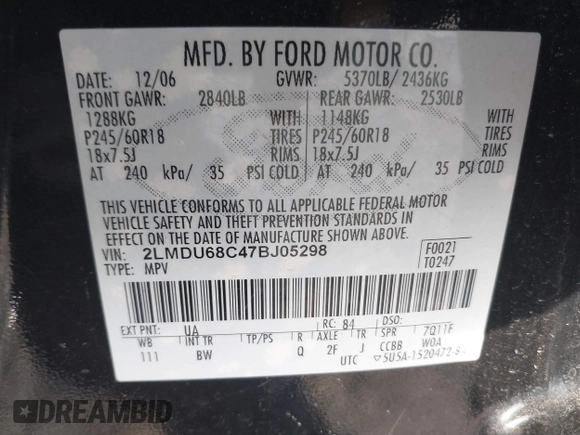 MFD. BY FORD MOTOR CO.
DATE: 12/06 GVWR: 5370LB/ 2436KG
FRONT GAWR: 2840LB REAR GAWR: 2530LB
1288KG WITH 1148KG WITH
P245/60R18 TIRES P245/60R18 TIRES
18x7.5J RIMS 18x7.5J RIMS
AT 240 kPa/ 35 PSI COLD AT 240 kPa/ 35 PSI COLD
THIS VEHICLE CONFORMS TO ALL APPLICABLE FEDERAL MOTOR
VEHICLE SAFETY AND THEFT PREVENTION STANDARDS IN
EFFECT ON THE DATE OF MANUFACTURE SHOWN ABOVE.
VIN: 2LMDU68C47BJ05298 F0021
TYPE: MPV T0247
EXT PNT: UA RC: 84 DSO:
WB INT TR TP/PS R AXLE TR SPR 7Q11F
111 BW Q 2F J CCBB WOA
UTC ▽5U5A-1520472-
DREAMBID